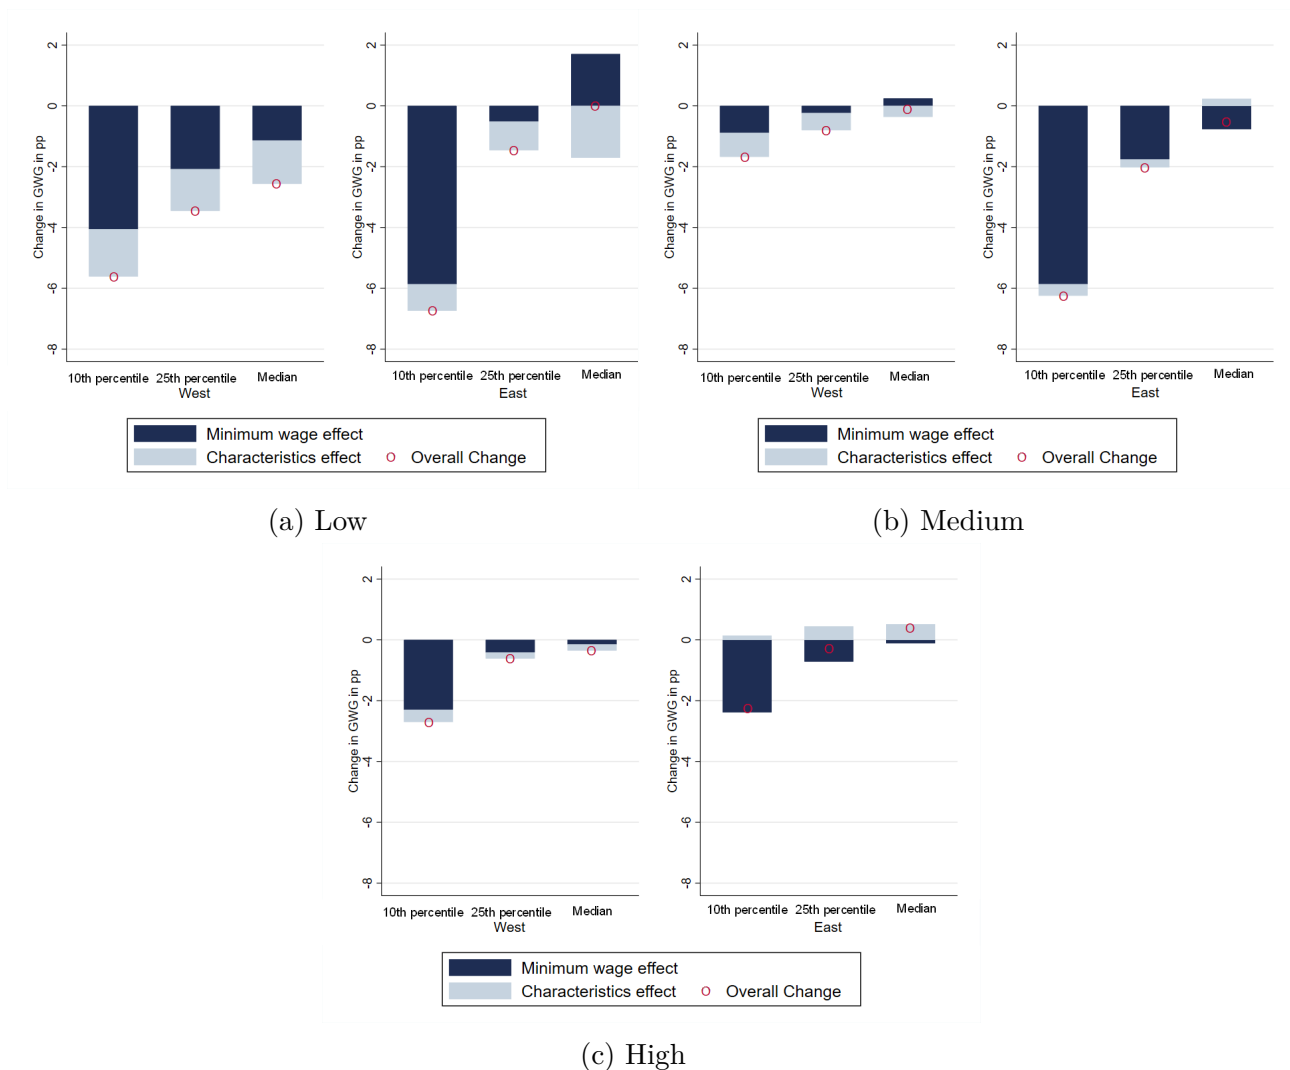 2
0
-2
-4
-6
-8
Change in GWG in pp
10th percentile 25th percentile Median
West
2
0
-2
-4
-6
-8
Change in GWG in pp
10th percentile 25th percentile Median
East
Minimum wage effect
Characteristics effect Overall Change
(a) Low
2
0
-2
-4
-6
-8
Change in GWG in pp
10th percentile 25th percentile Median
West
2
0
-2
-4
-6
-8
Change in GWG in pp
10th percentile 25th percentile Median
East
Minimum wage effect
Characteristics effect Overall Change
(b) Medium
2
0
-2
-4
-6
-8
Change in GWG in pp
10th percentile 25th percentile Median
West
2
0
-2
-4
-6
-8
Change in GWG in pp
10th percentile 25th percentile Median
East
Minimum wage effect
Characteristics effect Overall Change
(c) High